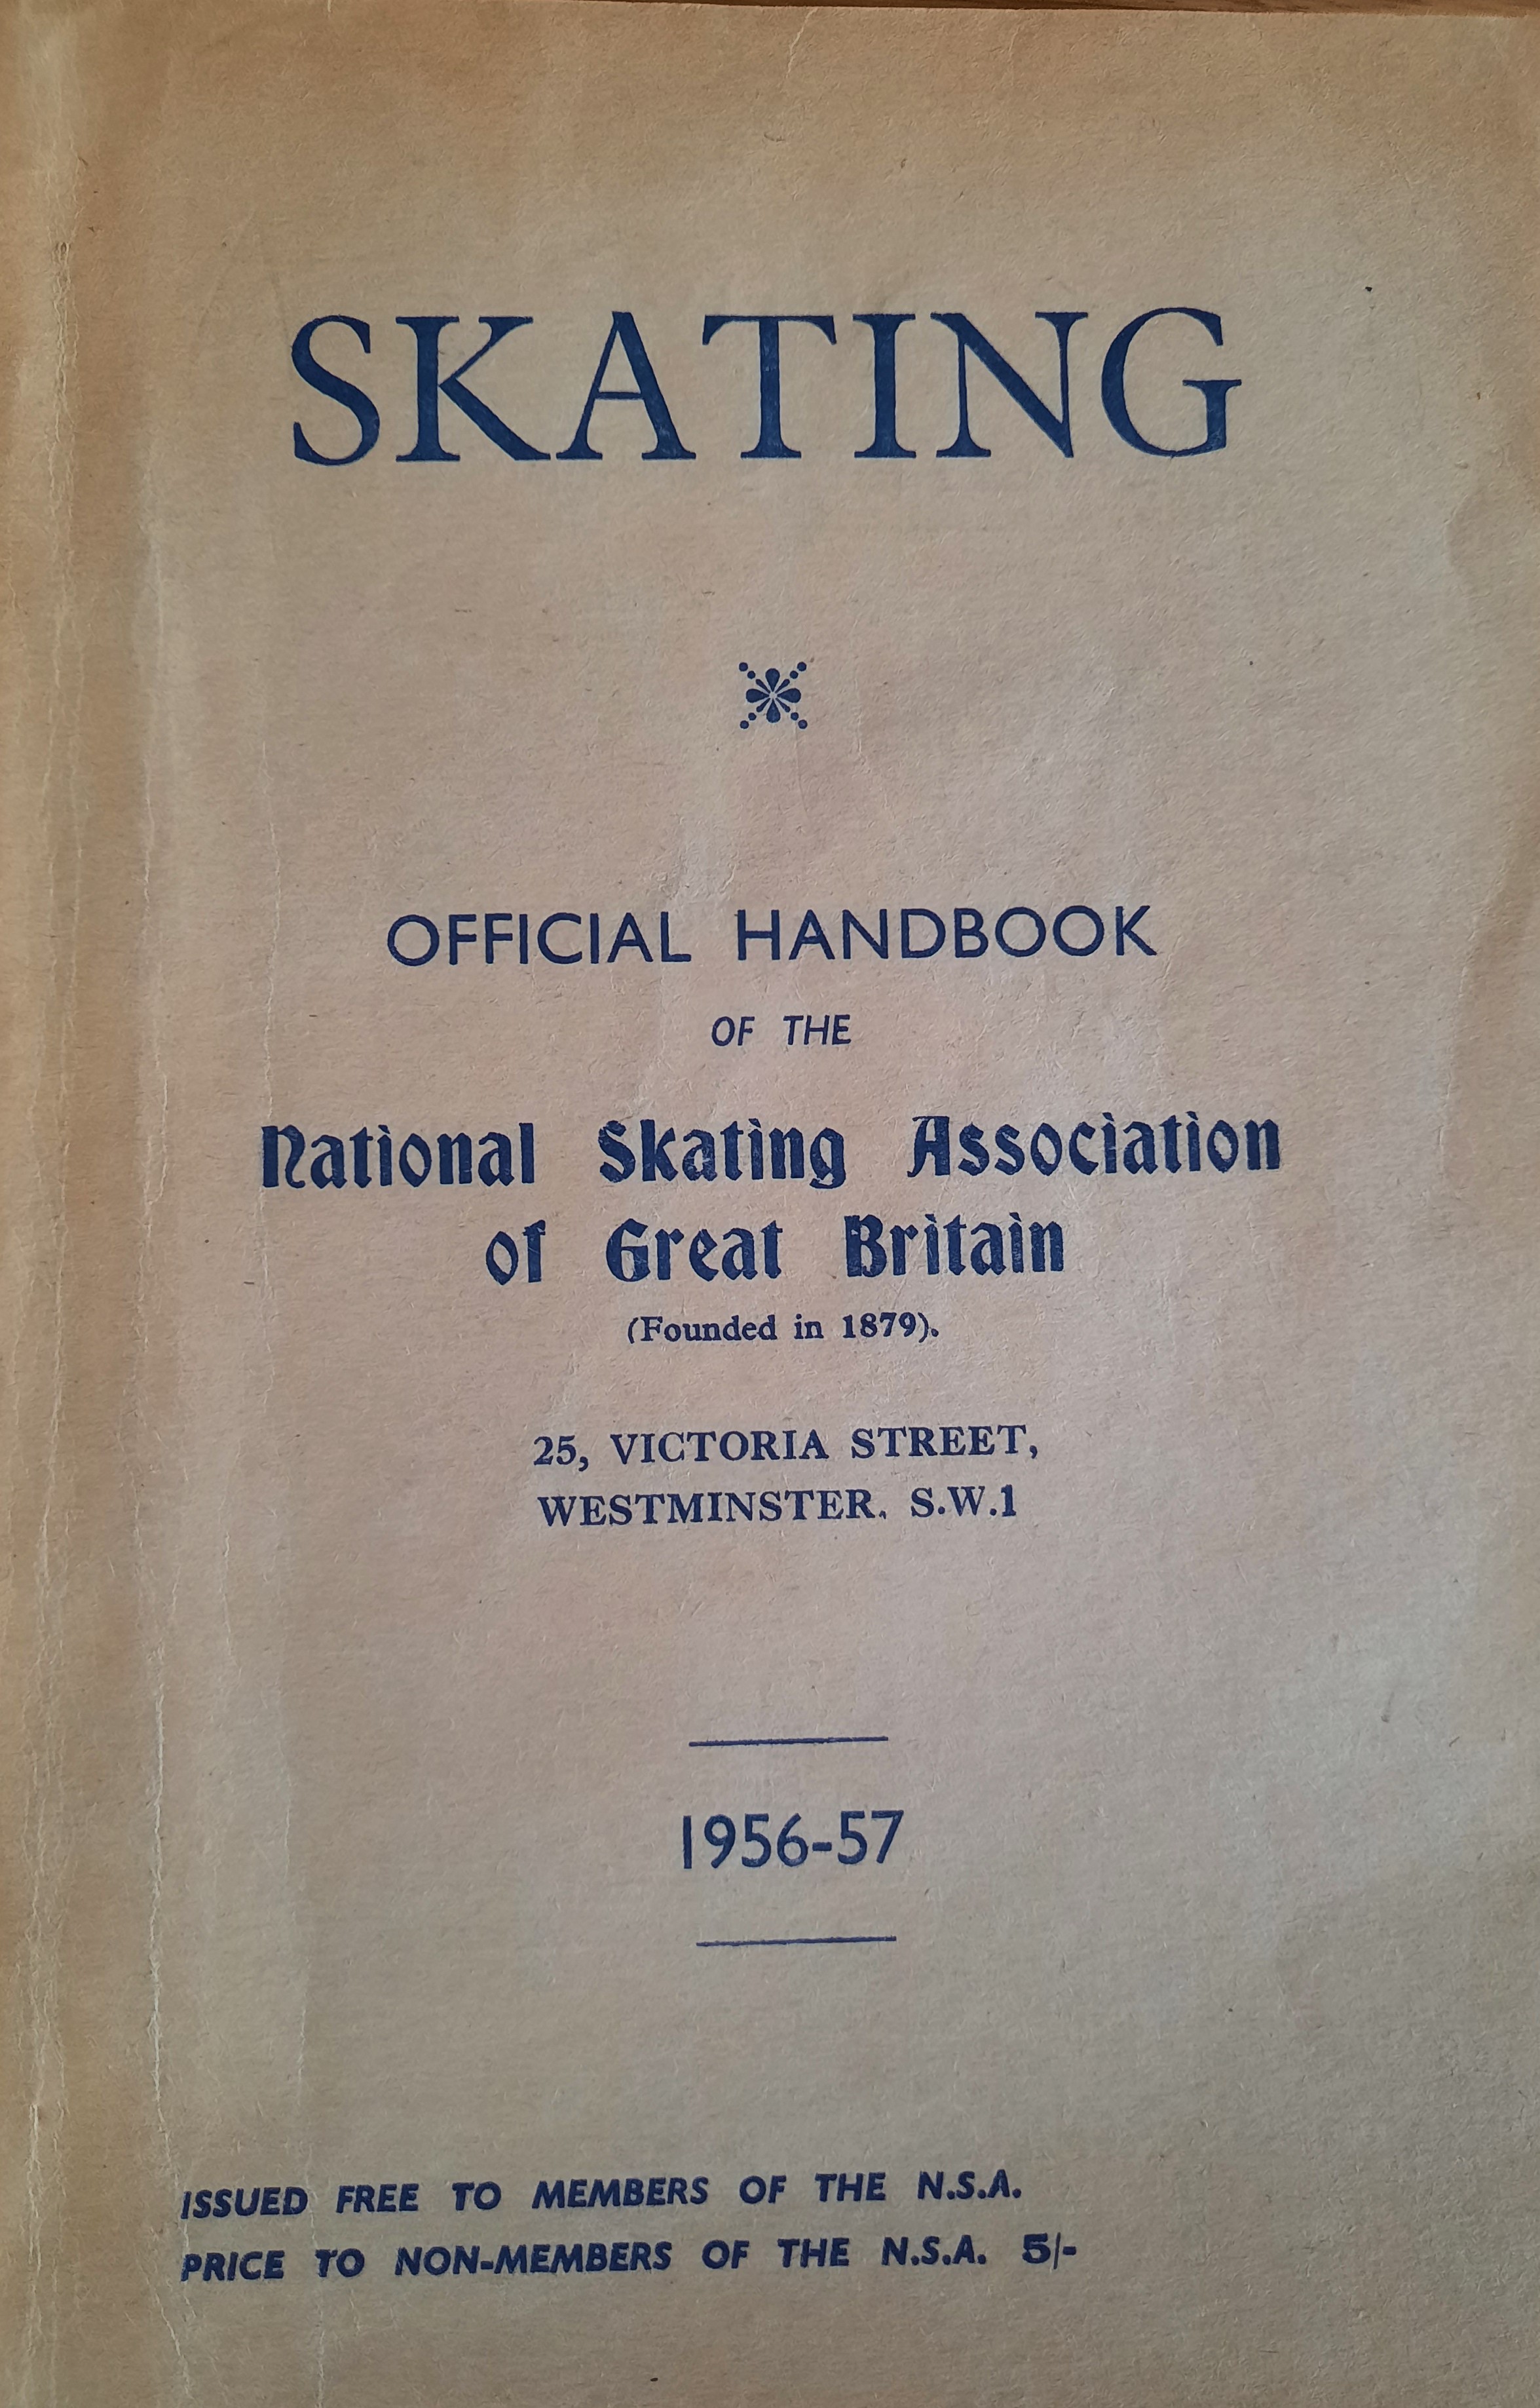 SKATING
OFFICIAL HANDBOOK
OF THE
National Skating Association
of Great Britain
(Founded in 1879).
25, VICTORIA STREET,
WESTMINSTER. S.W.1
1956-57
ISSUED FREE TO MEMBERS OF THE N.S.A.
PRICE TO NON-MEMBERS OF THE N.S.A. 5/-